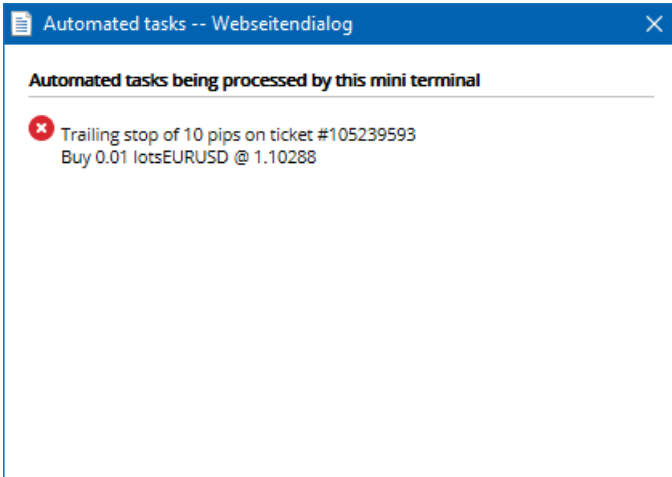 Automated tasks -- Webseitendialog
Automated tasks being processed by this mini terminal
Trailing stop of 10 pips on ticket #105239593
Buy 0.01 lotsEURUSD @ 1.10288